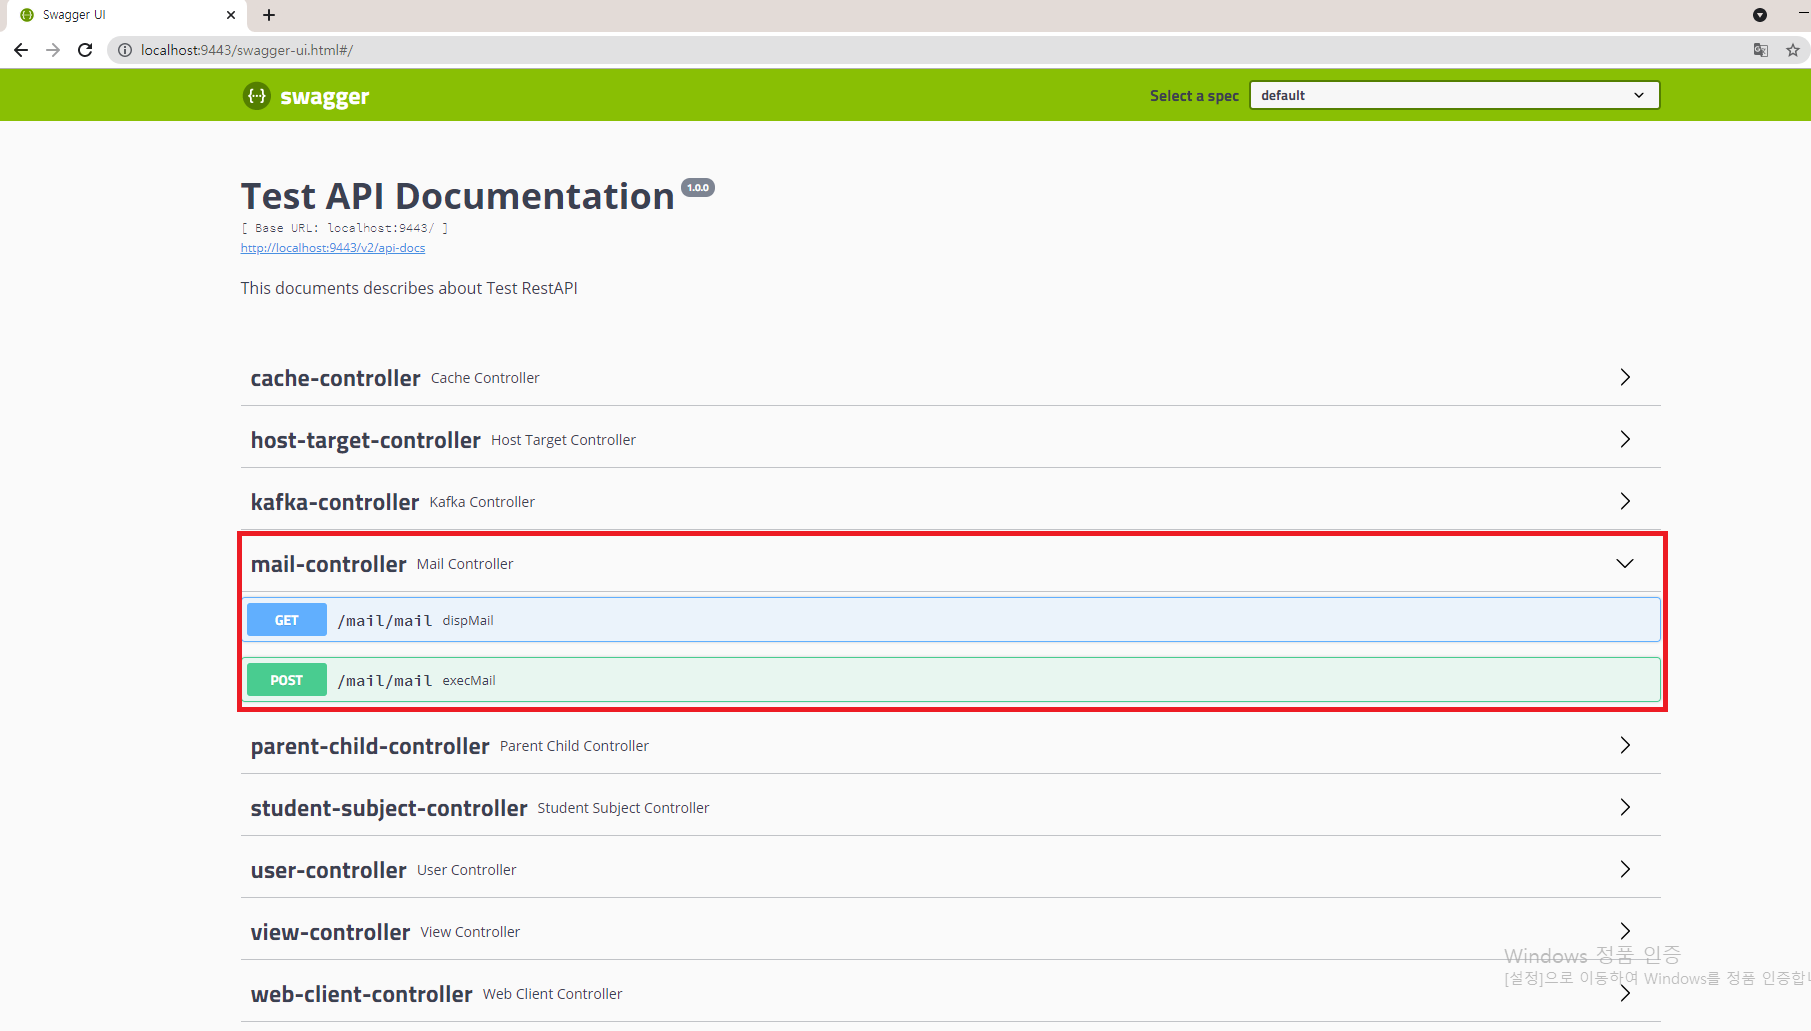 Swagger UI
localhost:9443/swagger-ui.html#/
{···} swagger
Select a spec default
Test API Documentation 1.0.0
[ Base URL: localhost:9443/ ]
http://localhost:9443/v2/api-docs
This documents describes about Test RestAPI
cache-controller Cache Controller
host-target-controller Host Target Controller
kafka-controller Kafka Controller
mail-controller Mail Controller
GET /mail/mail dispMail
POST /mail/mail execMail
parent-child-controller Parent Child Controller
student-subject-controller Student Subject Controller
user-controller User Controller
view-controller View Controller
Windows 정품 인증
[설정]으로 이동하여 Windows를 정품
web-client-controller Web Client Controller